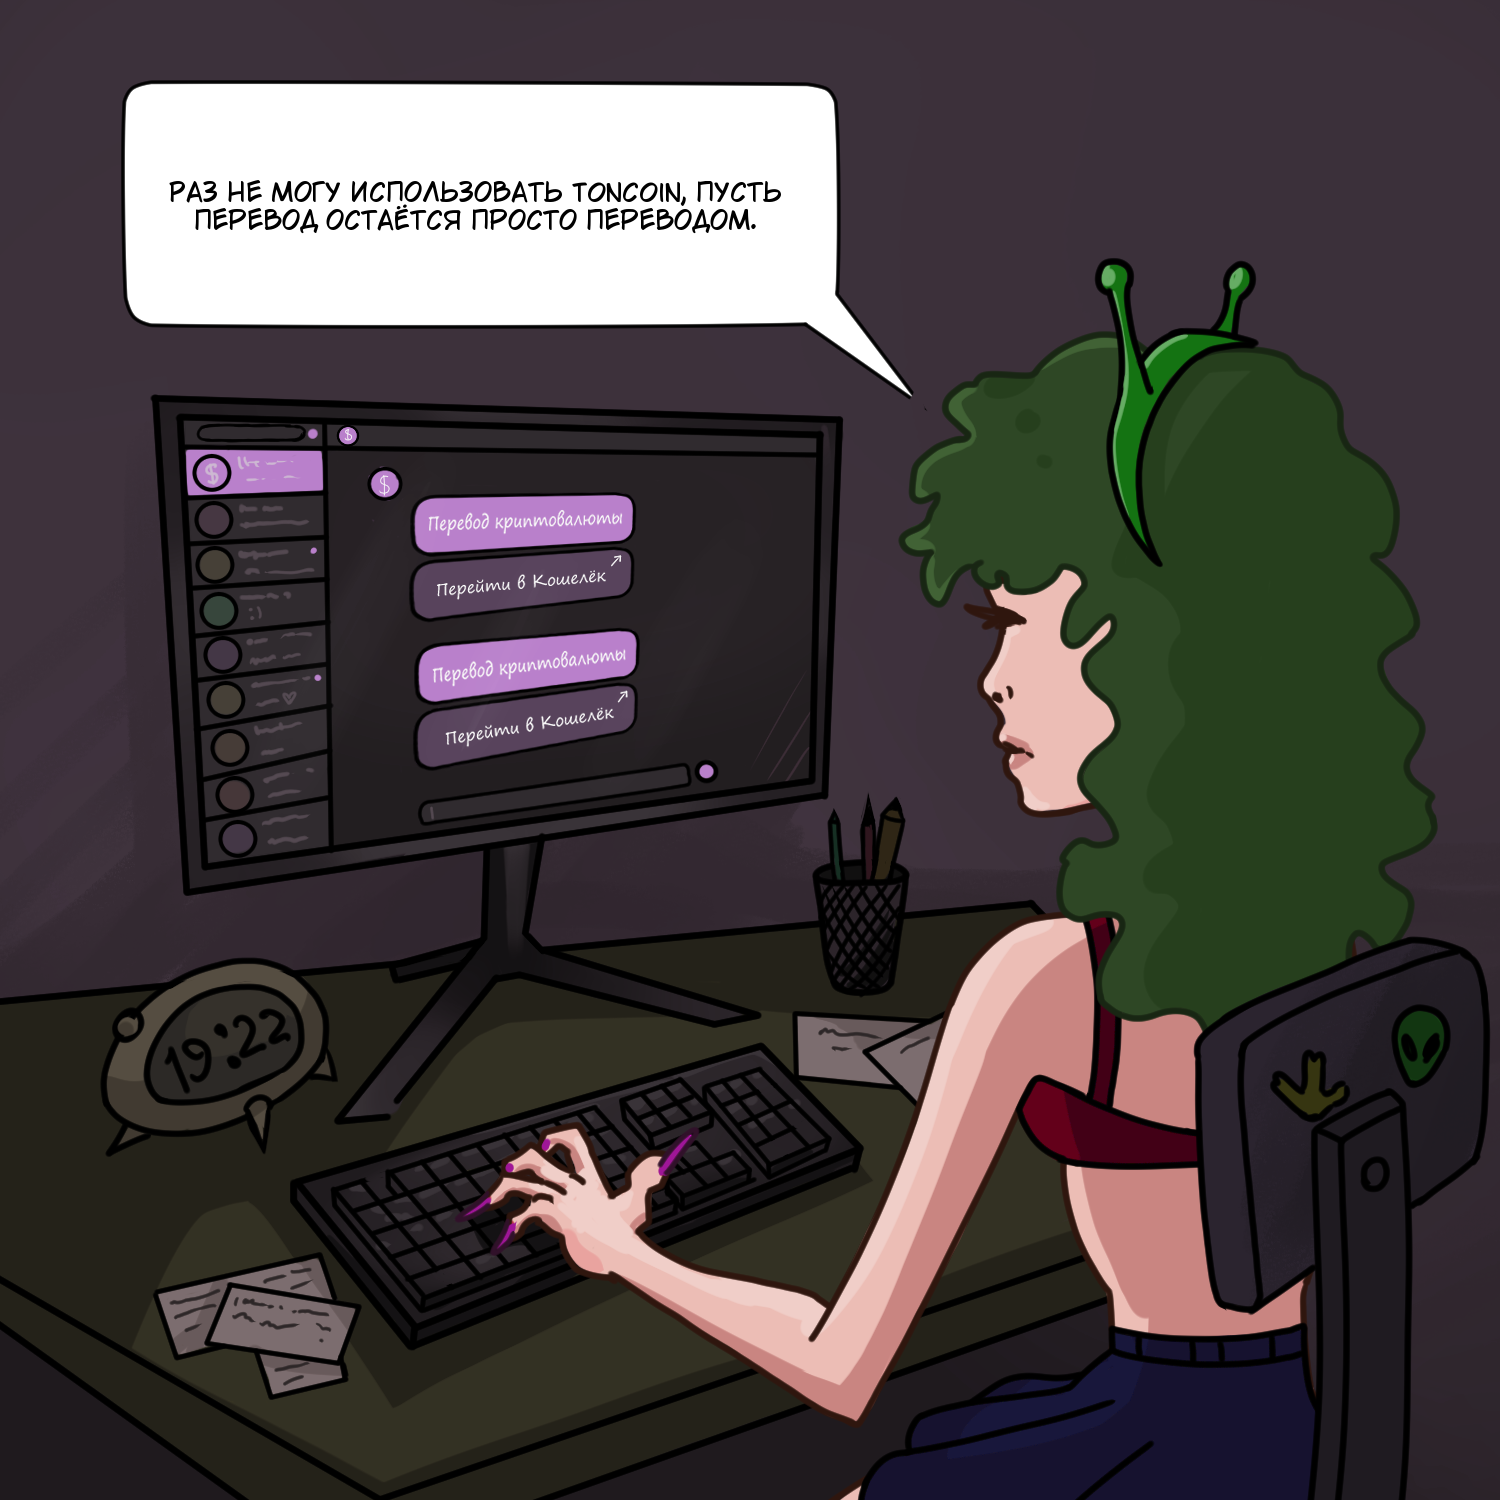 РАЗ НЕ МОГУ ИСПОЛЬЗОВАТЬ TONCOIN, ПУСТЬ
ПЕРЕВОД ОСТАЁТСЯ ПРОСТО ПЕРЕВОДОМ.
$
$
$
Перевод криптовалюты
Перейти в Кошелёк
Перевод криптовалюты
Перейти в Кошелёк
:)
19:22